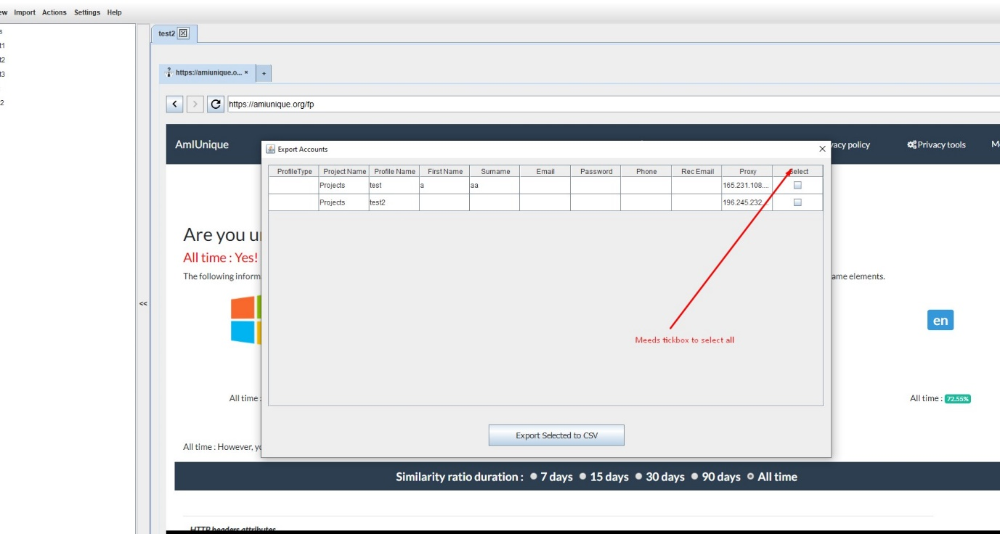 ew Import Actions Settings Help
s
t1
t2
t3
2
test2
https://amiunique.o... × +
https://amiunique.org/fp
AmIUnique
acy policy Privacy tools M
Export Accounts
ProfileType Project Name Profile Name First Name Surname Email Password Phone Rec Email Proxy Select
Projects test a aa 165.231.108....
Projects test2 196.245.232....
Are you u
All time : Yes!
The following inform
ame elements.
<<
en
Meeds tickbox to select all
All time :
All time : 72.55%
Export Selected to CSV
All time : However, yo
Similarity ratio duration : 7 days 15 days 30 days 90 days All time
HTTP headers attributes